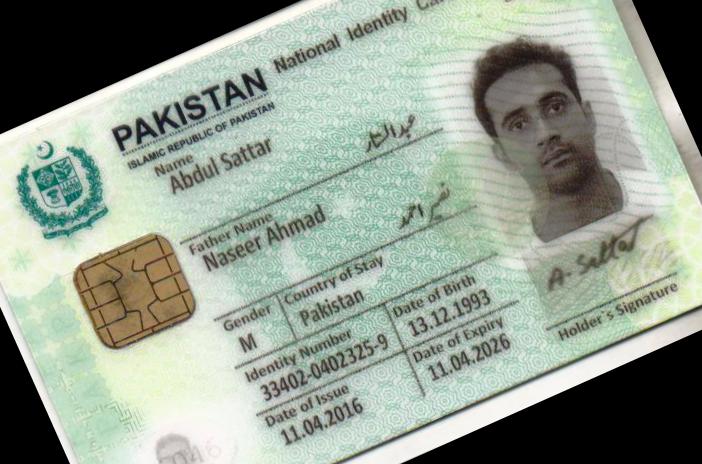 PAKISTAN National Identity
ISLAMIC REPUBLIC OF PAKISTAN
Name
Abdul Sattar
عبدالستار
Father Name
Naseer Ahmad
نصیر احمد
Gender
M
Country of Stay
Pakistan
Identity Number
33402-0402325-9
Date of Birth
13.12.1993
Date of Issue
11.04.2016
Date of Expiry
11.04.2026
A. Sattar
Holder's Signature